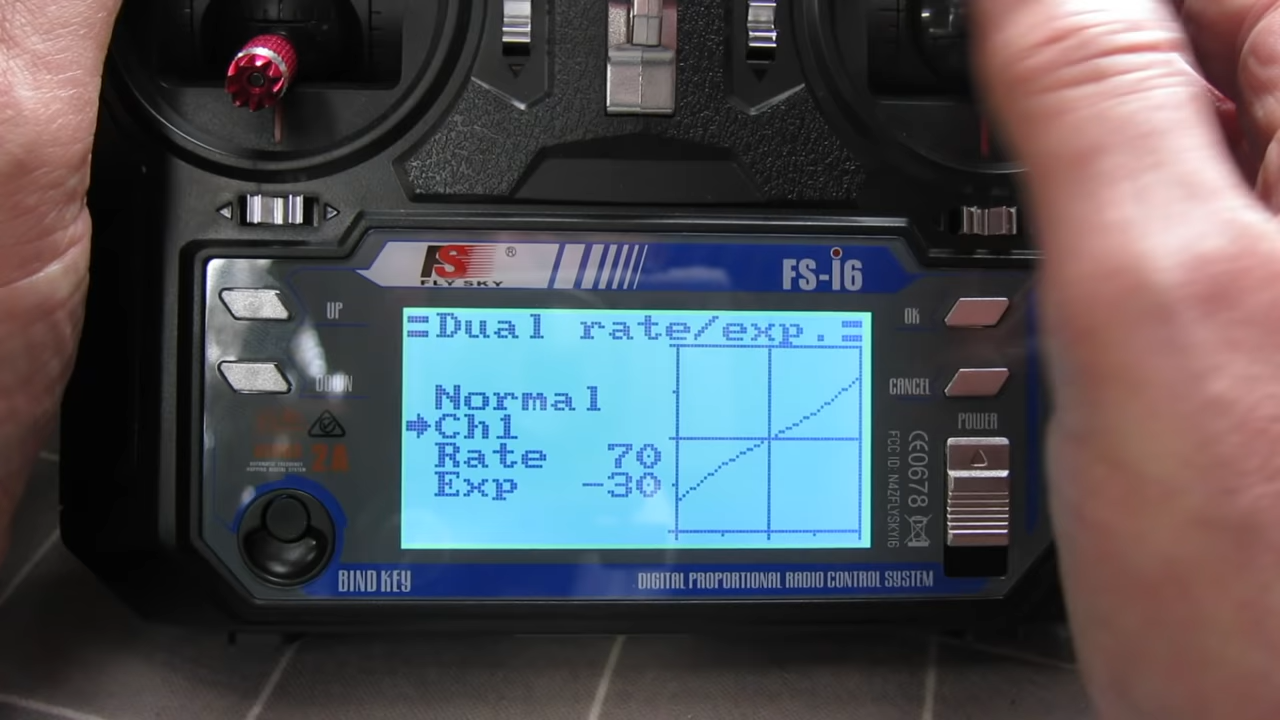 FS®
FLY SKY
FS-i6
UP
OK
=Dual rate/exp.=
DOWN
CANCEL
Normal
Ch1
Rate 70
Exp -30
POWER
2A
CE0678
FCC ID: N4ZFLYSKYI6
BIND KEY
DIGITAL PROPORTIONAL RADIO CONTROL SYSTEM